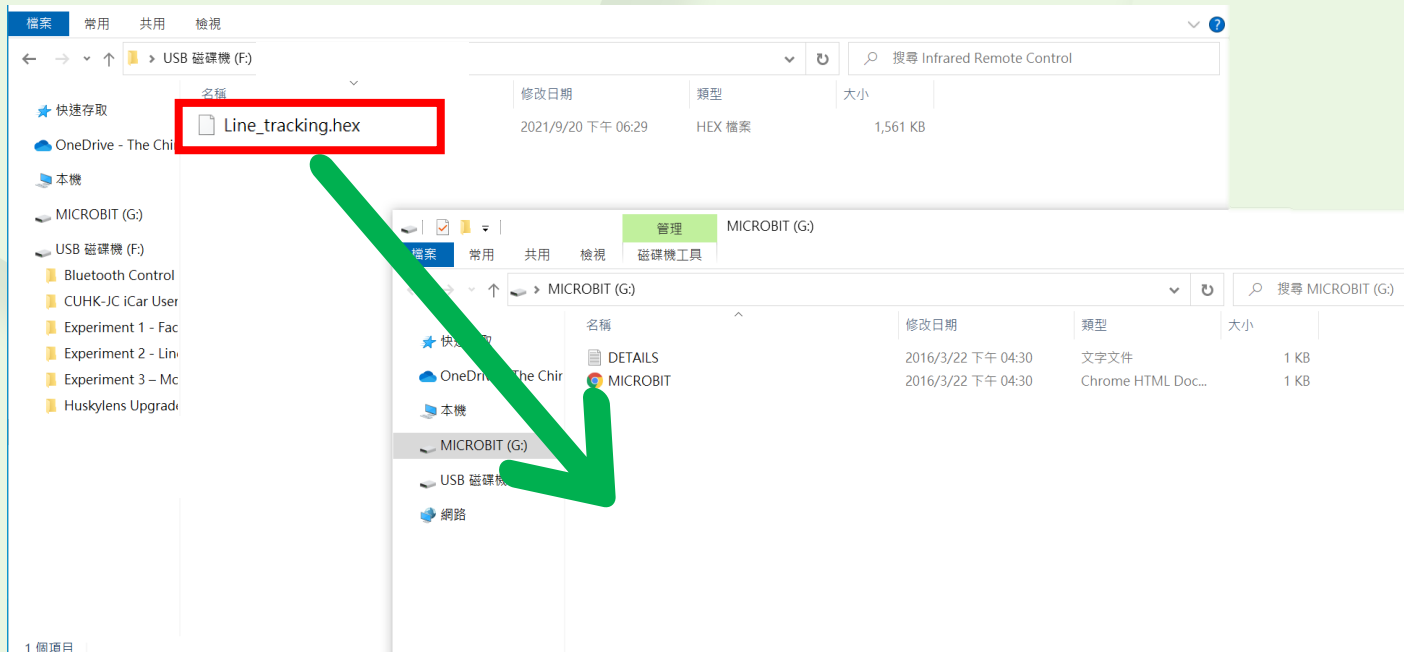 檔案 常用 共用 檢視
USB 磁碟機 (F:) 搜尋 Infrared Remote Control
名稱 修改日期 類型 大小
Line_tracking.hex 2021/9/20 下午 06:29 HEX 檔案 1,561 KB
快速存取
OneDrive - The Chi
本機
MICROBIT (G:)
USB 磁碟機 (F:)
Bluetooth Control
CUHK-JC iCar User
Experiment 1 - Fac
Experiment 2 - Line
Experiment 3 – Mo
Huskylens Upgrade
1 個項目
管理 MICROBIT (G:)
檔案 常用 共用 檢視 磁碟機工具
MICROBIT (G:) 搜尋 MICROBIT (G:)
名稱 修改日期 類型 大小
DETAILS 2016/3/22 下午 04:30 文字文件 1 KB
MICROBIT 2016/3/22 下午 04:30 Chrome HTML Doc... 1 KB
OneDriv The Chir
本機
MICROBIT (G:)
USB 磁碟機
網路